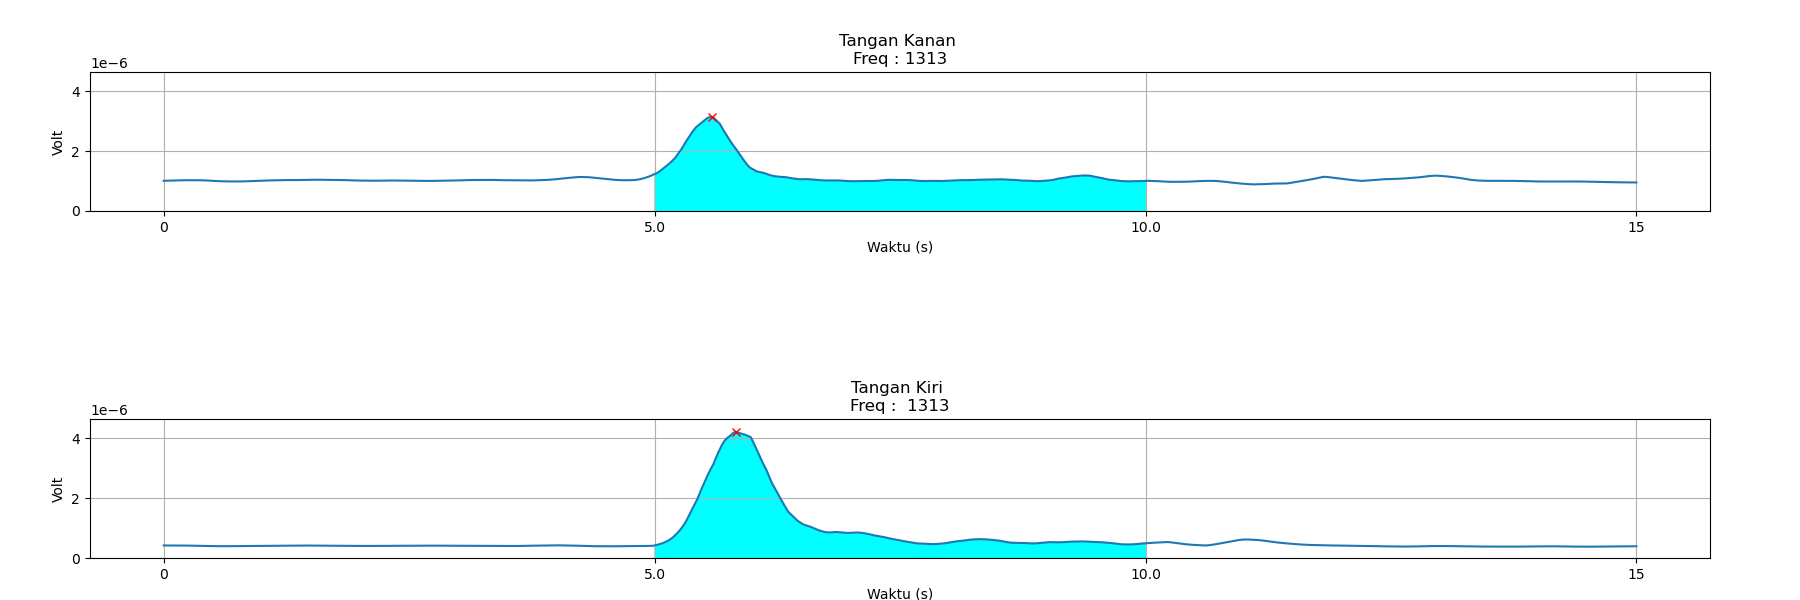 Tangan Kanan
Freq : 1313
1e−6
4
2
0
Volt
0 5.0 10.0 15
Waktu (s)
Tangan Kiri
Freq :  1313
1e−6
4
2
0
Volt
0 5.0 10.0 15
Waktu (s)